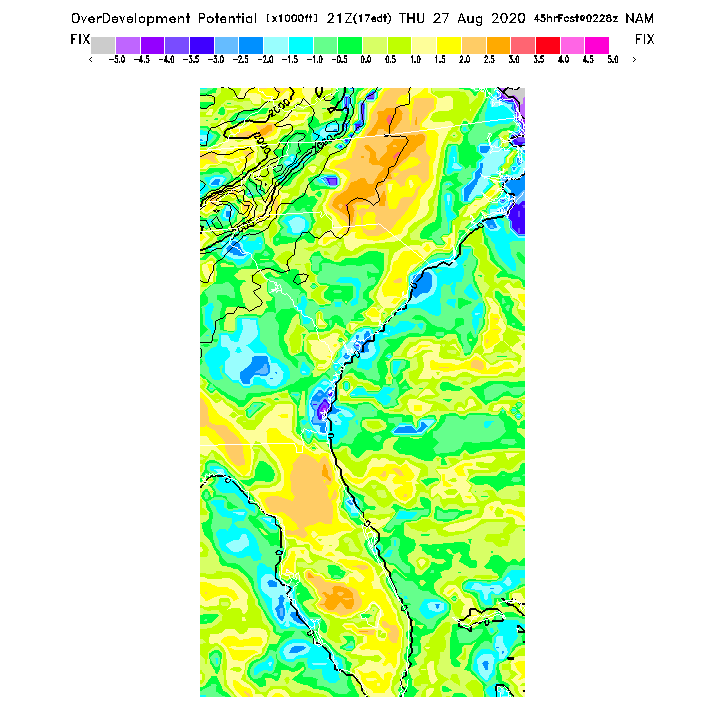 OverDevelopment Potential [x1000ft] 21Z(17edt) THU 27 Aug 2020 45hrFcst@0228z NAM
FIX FIX
< -5.0 -4.5 -4.0 -3.5 -3.0 -2.5 -2.0 -1.5 -1.0 -0.5 0.0 0.5 1.0 1.5 2.0 2.5 3.0 3.5 4.0 4.5 5.0 >
2000
2000